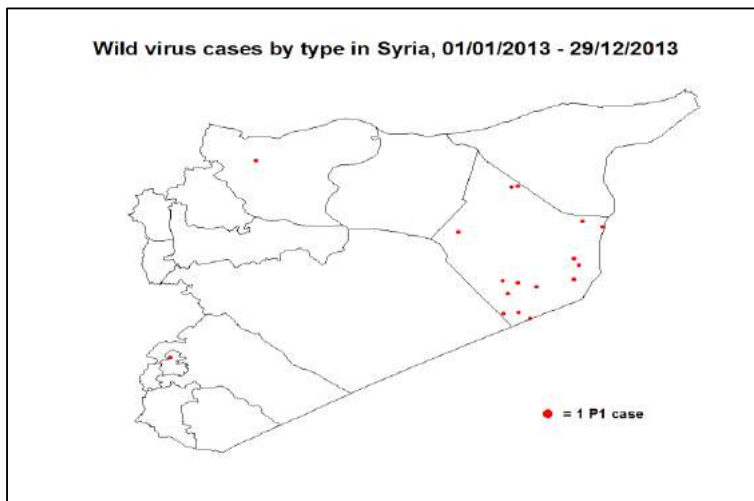 Wild virus cases by type in Syria, 01/01/2013 - 29/12/2013
= 1 P1 case